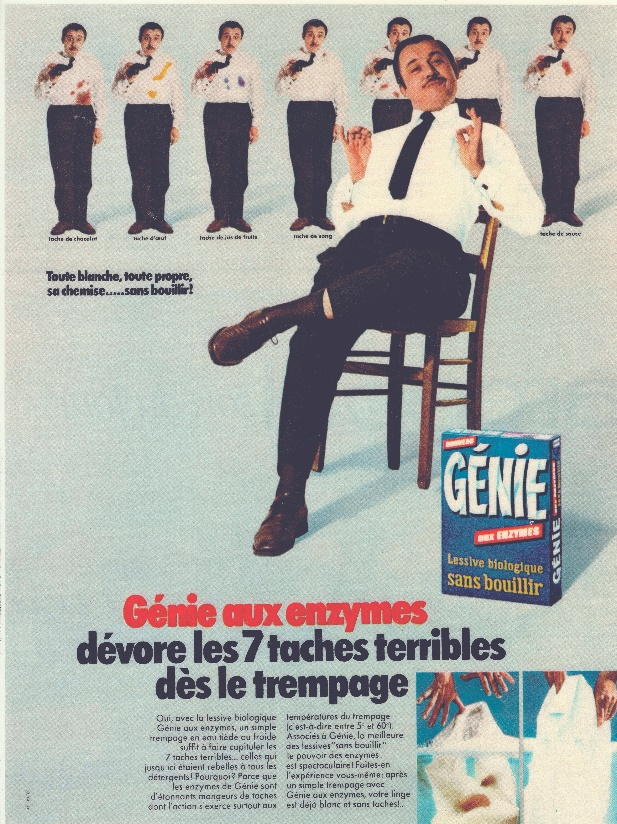 tache de chocolat
tache d'œuf
tache de jus de fruits
tache de sang
tache de sauce
Toute blanche, toute propre,
sa chemise.....sans bouillir!
NOUVEAU
GÉNIE
aux ENZYMES
Lessive biologique
sans bouillir
GÉNIE
Génie aux enzymes
dévore les 7 taches terribles
dès le trempage
Oui, avec la lessive biologique
Génie aux enzymes, un simple
trempage en eau tiède ou froide
suffit à faire capituler les
7 taches terribles... celles qui
jusqu'ici étaient rebelles à tous les
détergents! Pourquoi? Parce que
les enzymes de Génie sont
d'étonnants mangeurs de taches
dont l'action s'exerce surtout aux
températures du trempage
(c'est-à-dire entre 5° et 60°).
Associés à Génie, la meilleure
des lessives "sans bouillir"
le pouvoir des enzymes
est spectaculaire! Faites-en
l'expérience vous-même: après
un simple trempage avec
Génie aux enzymes, votre linge
est déjà blanc et sans taches!..